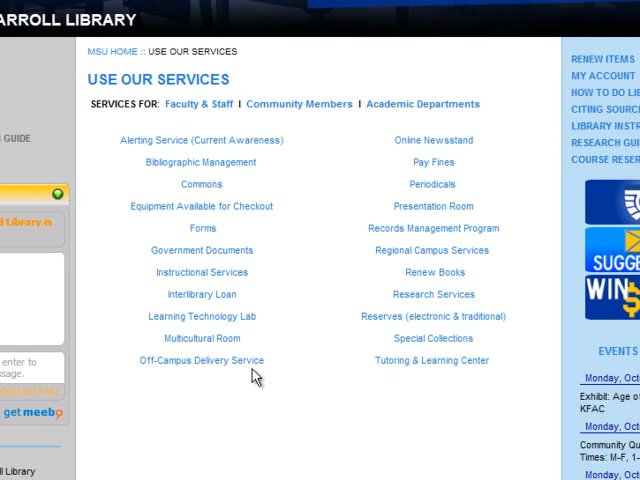 ARROLL LIBRARY
MSU HOME :: USE OUR SERVICES
USE OUR SERVICES
SERVICES FOR: Faculty & Staff I Community Members I Academic Departments
Alerting Service (Current Awareness)
Bibliographic Management
Commons
Equipment Available for Checkout
Forms
Government Documents
Instructional Services
Interlibrary Loan
Learning Technology Lab
Multicultural Room
Off-Campus Delivery Service
Online Newsstand
Pay Fines
Periodicals
Presentation Room
Records Management Program
Regional Campus Services
Renew Books
Research Services
Reserves (electronic & traditional)
Special Collections
Tutoring & Learning Center
GUIDE
d Library is
enter to
ssage.
get meebo
ll Library
RENEW ITEMS
MY ACCOUNT
HOW TO DO LIB
CITING SOURC
LIBRARY INSTR
RESEARCH GUI
COURSE RESER
SUGGE
WIN $
EVENTS
Monday, Oct
Exhibit: Age of
KFAC
Monday, Oct
Community Qu
Times: M-F, 1-
Monday, Oct